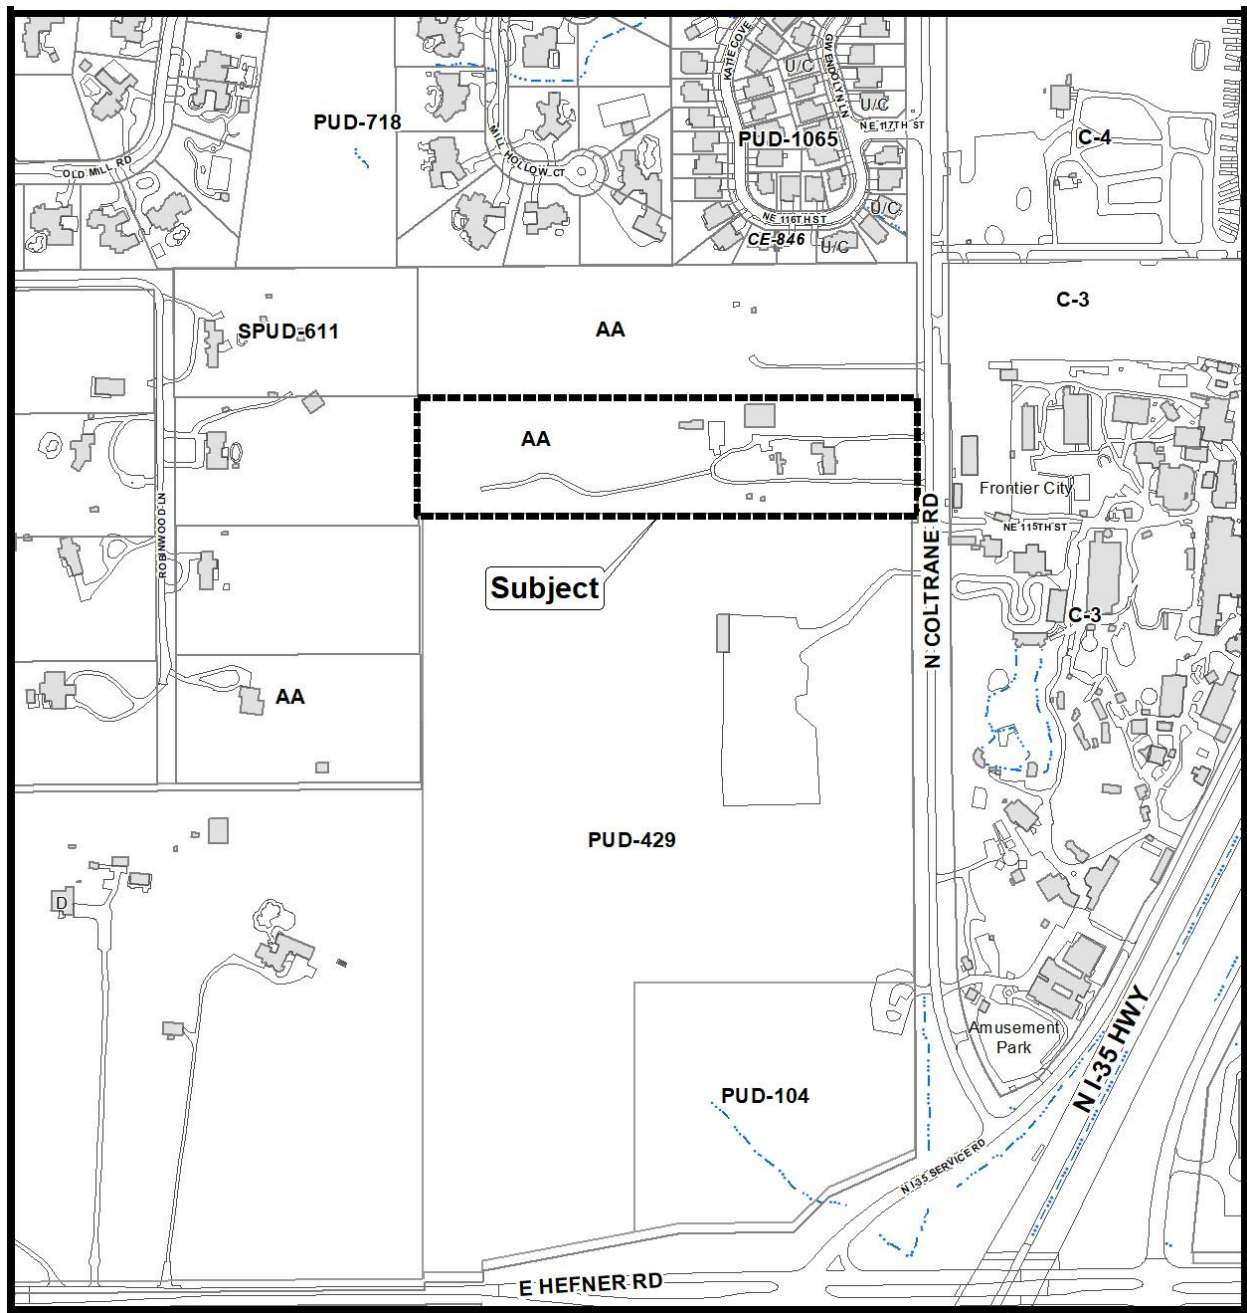 KATIE COVE
GWENDOLYN LN
U/C
U/C
PUD-718
NE 117TH ST
PUD-1065
C-4
MILL HOLLOW CT
OLD MILL RD
U/C
NE 116TH ST
CE-846
U/C
C-3
SPUD-611
AA
AA
Frontier City
ROBINWOOD LN
NE 115TH ST
N COLTRANE RD
Subject
C-3
AA
PUD-429
D
Amusement
Park
N I-35 HWY
PUD-104
N I-35 SERVICE RD
E HEFNER RD